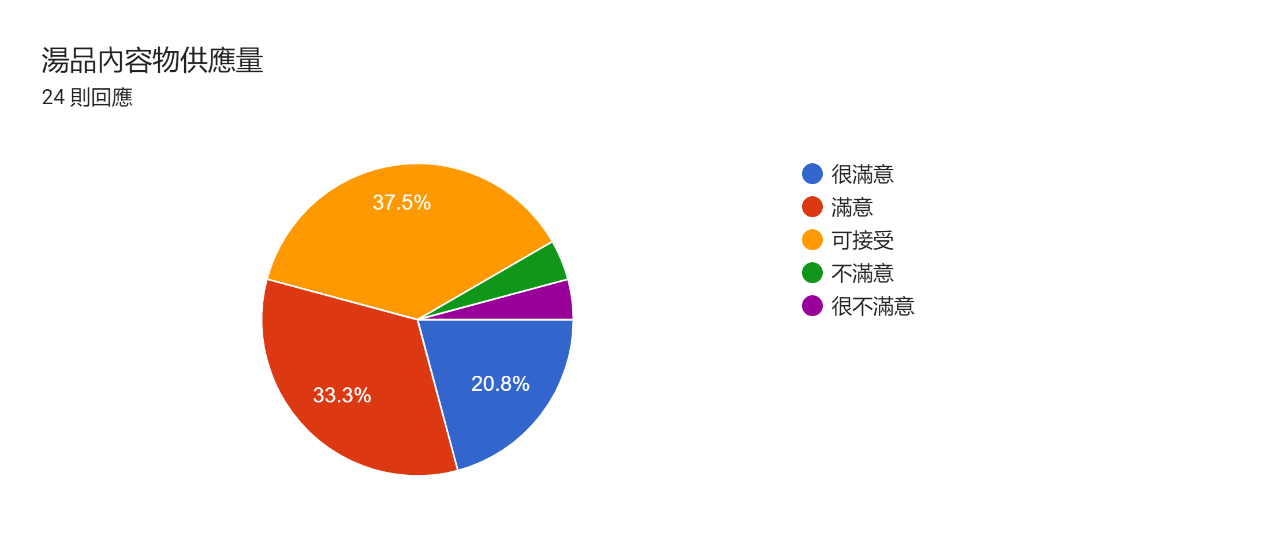 湯品內容物供應量
24 則回應
37.5%
33.3%
20.8%
很滿意
滿意
可接受
不滿意
很不滿意